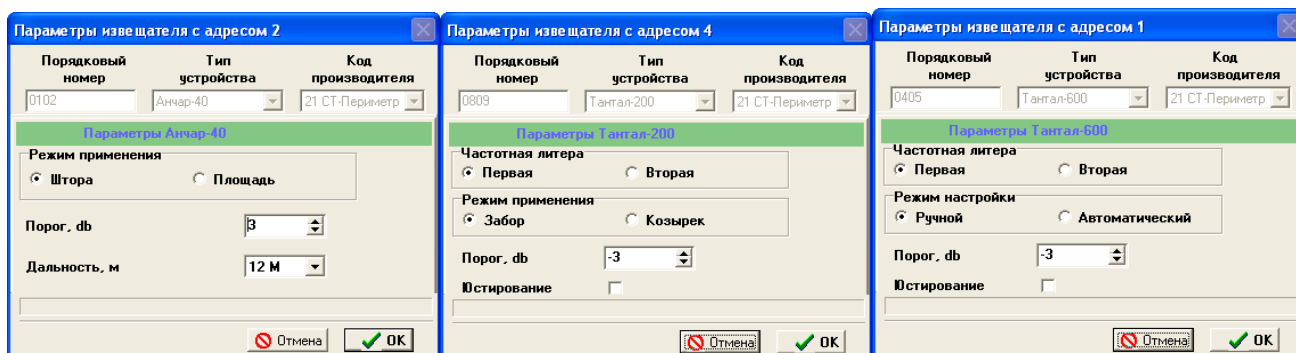 Параметры извещателя с адресом 2
Порядковый номер
Тип устройства
Код производителя
0102
Анчар-40
21 СТ-Периметр
Параметры Анчар-40
Режим применения
Штора
Площадь
Порог, db
3
Дальность, м
12 М
Отмена
OK
Параметры извещателя с адресом 4
Порядковый номер
Тип устройства
Код производителя
0809
Тантал-200
21 СТ-Периметр
Параметры Тантал-200
Частотная литера
Первая
Вторая
Режим применения
Забор
Козырек
Порог, db
-3
Юстирование
Отмена
OK
Параметры извещателя с адресом 1
Порядковый номер
Тип устройства
Код производителя
0405
Тантал-600
21 СТ-Периметр
Параметры Тантал-600
Частотная литера
Первая
Вторая
Режим настройки
Ручной
Автоматический
Порог, db
-3
Юстирование
Отмена
OK